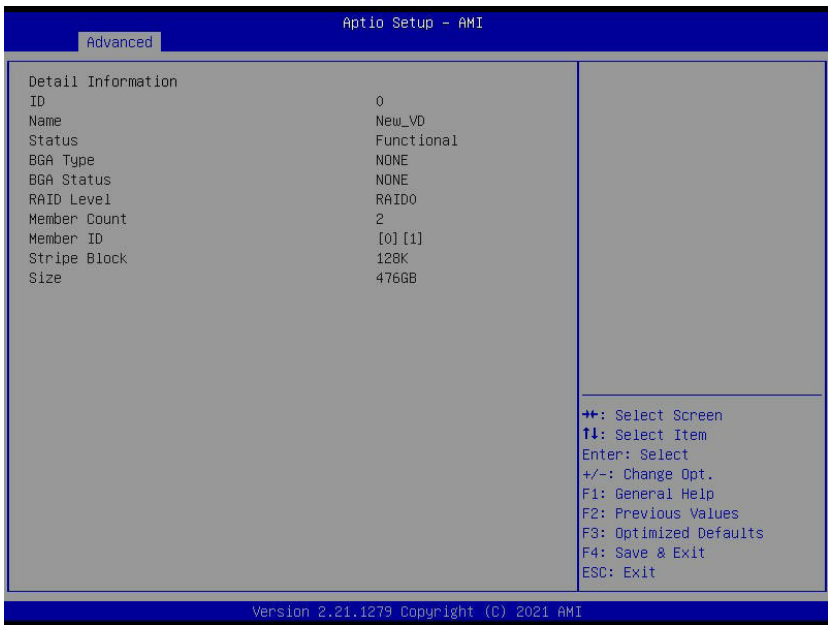 Aptio Setup - AMI
Advanced
Detail Information
ID 0
Name New_VD
Status Functional
BGA Type NONE
BGA Status NONE
RAID Level RAID0
Member Count 2
Member ID [0][1]
Stripe Block 128K
Size 476GB
→←: Select Screen
↑↓: Select Item
Enter: Select
+/-: Change Opt.
F1: General Help
F2: Previous Values
F3: Optimized Defaults
F4: Save & Exit
ESC: Exit
Version 2.21.1279 Copyright (C) 2021 AMI